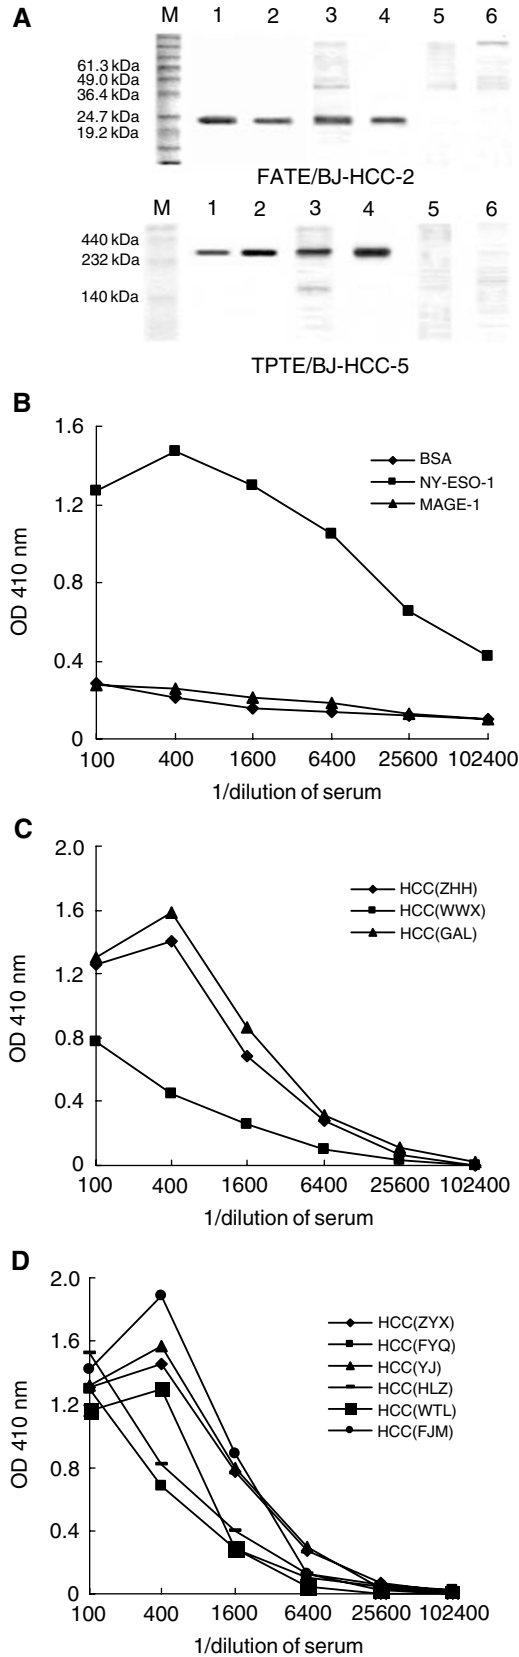 A
M 1 2 3 4 5 6
61.3 kDa
49.0 kDa
36.4 kDa
24.7 kDa
19.2 kDa
FATE/BJ-HCC-2
M 1 2 3 4 5 6
440 kDa
232 kDa
140 kDa
TPTE/BJ-HCC-5
B
1.6
1.2
0.8
0.4
0
OD 410 nm
BSA
NY-ESO-1
MAGE-1
100 400 1600 6400 25600 102400
1/dilution of serum
C
2.0
1.6
1.2
0.8
0.4
0
OD 410 nm
HCC(ZHH)
HCC(WWX)
HCC(GAL)
100 400 1600 6400 25600 102400
1/dilution of serum
D
2.0
1.6
1.2
0.8
0.4
0
OD 410 nm
HCC(ZYX)
HCC(FYQ)
HCC(YJ)
HCC(HLZ)
HCC(WTL)
HCC(FJM)
100 400 1600 6400 25600 102400
1/dilution of serum